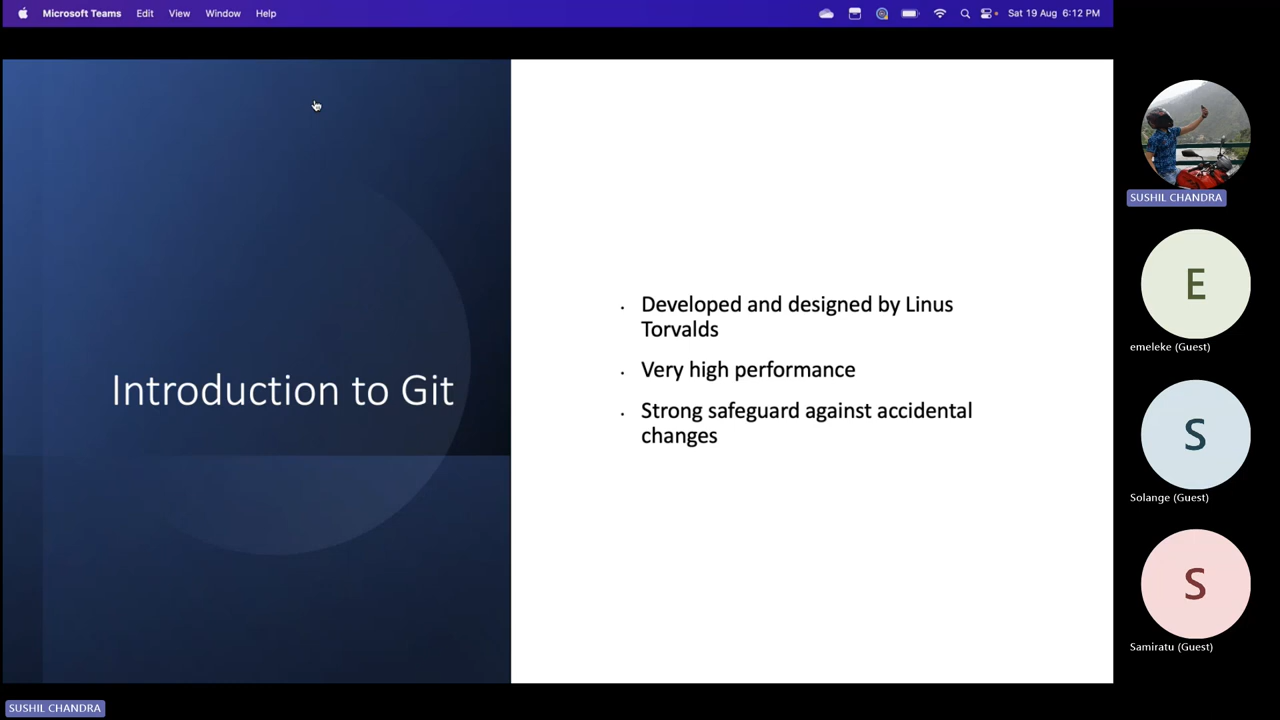 Microsoft Teams Edit View Window Help Sat 19 Aug 6:12 PM
Introduction to Git
· Developed and designed by Linus
Torvalds
· Very high performance
· Strong safeguard against accidental
changes
SUSHIL CHANDRA
E
emeleke (Guest)
S
Solange (Guest)
S
Samiratu (Guest)
SUSHIL CHANDRA